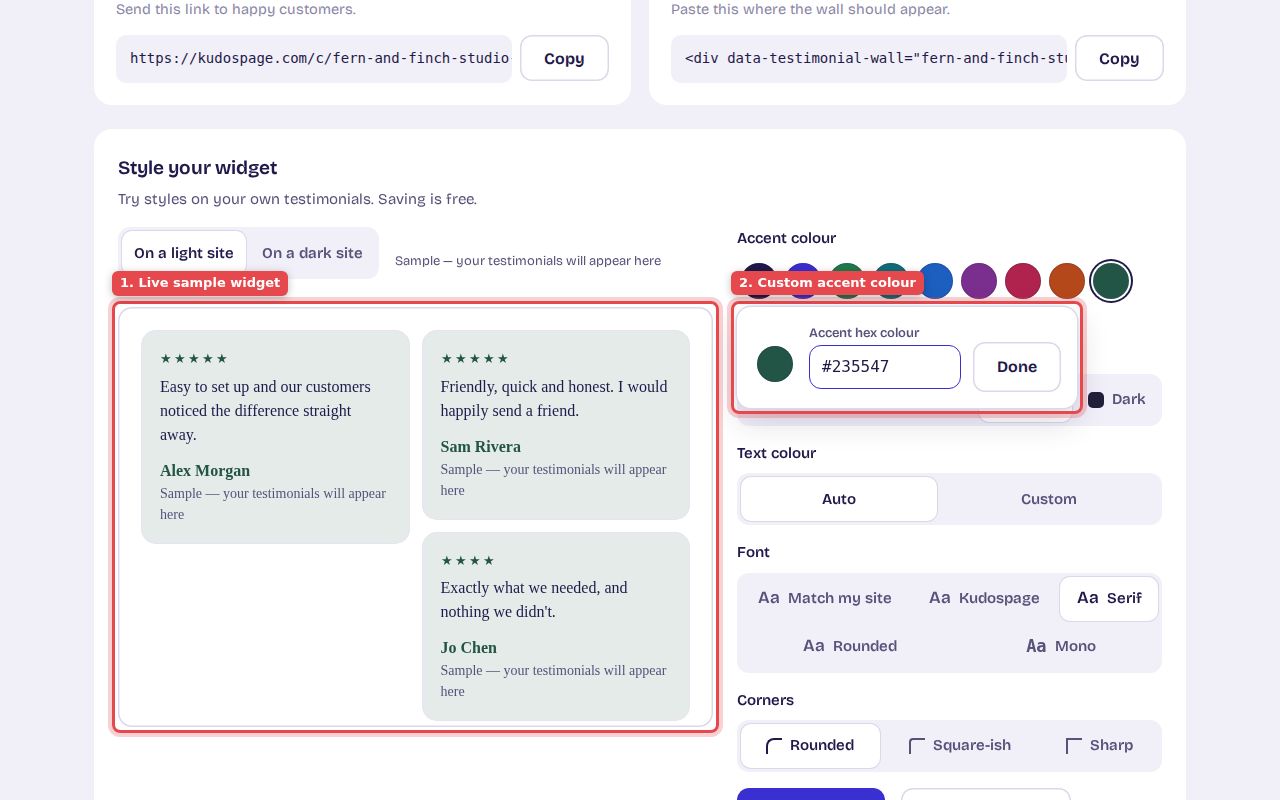 Send this link to happy customers.
Paste this where the wall should appear.
https://kudospage.com/c/fern-and-finch-studio-
Copy
<div data-testimonial-wall="fern-and-finch-stu
Copy
Style your widget
Try styles on your own testimonials. Saving is free.
On a light site
On a dark site
Sample — your testimonials will appear here
1. Live sample widget
★★★★★
Easy to set up and our customers
noticed the difference straight
away.
Alex Morgan
Sample — your testimonials will appear
here
★★★★★
Friendly, quick and honest. I would
happily send a friend.
Sam Rivera
Sample — your testimonials will appear
here
★★★★
Exactly what we needed, and
nothing we didn't.
Jo Chen
Sample — your testimonials will appear
here
Accent colour
2. Custom accent colour
Accent hex colour
#235547
Done
Dark
Text colour
Auto
Custom
Font
Aa Match my site
Aa Kudospage
Aa Serif
Aa Rounded
Aa Mono
Corners
Rounded
Square-ish
Sharp